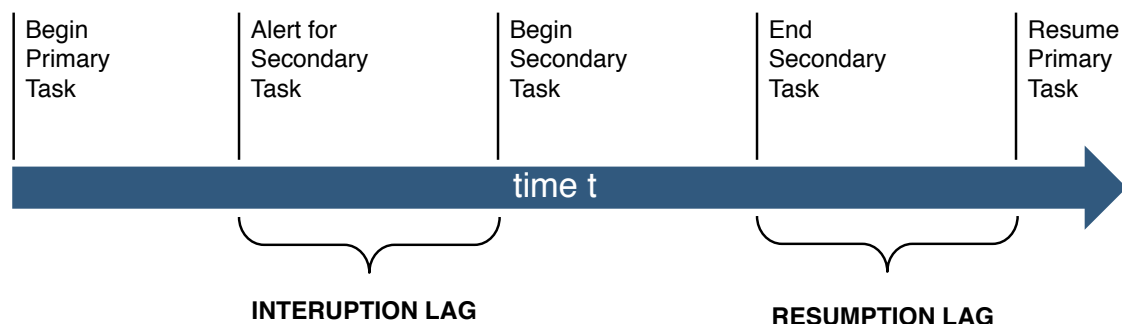 Begin
Primary
Task
Alert for
Secondary
Task
Begin
Secondary
Task
End
Secondary
Task
Resume
Primary
Task
time t
INTERUPTION LAG
RESUMPTION LAG